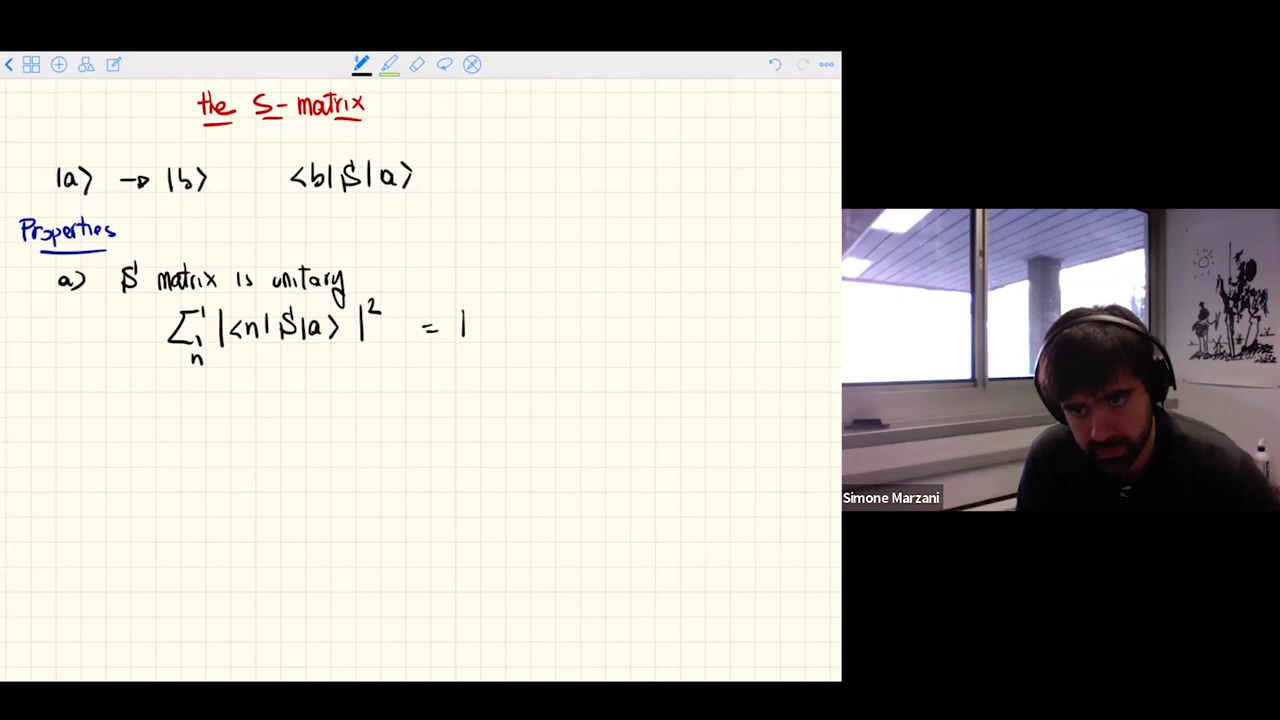 the S-matrix
|a> → |b> <b|S|a>
Properties
a) S matrix is unitary
∑ₙ |<n|S|a>|² = 1
Simone Marzani